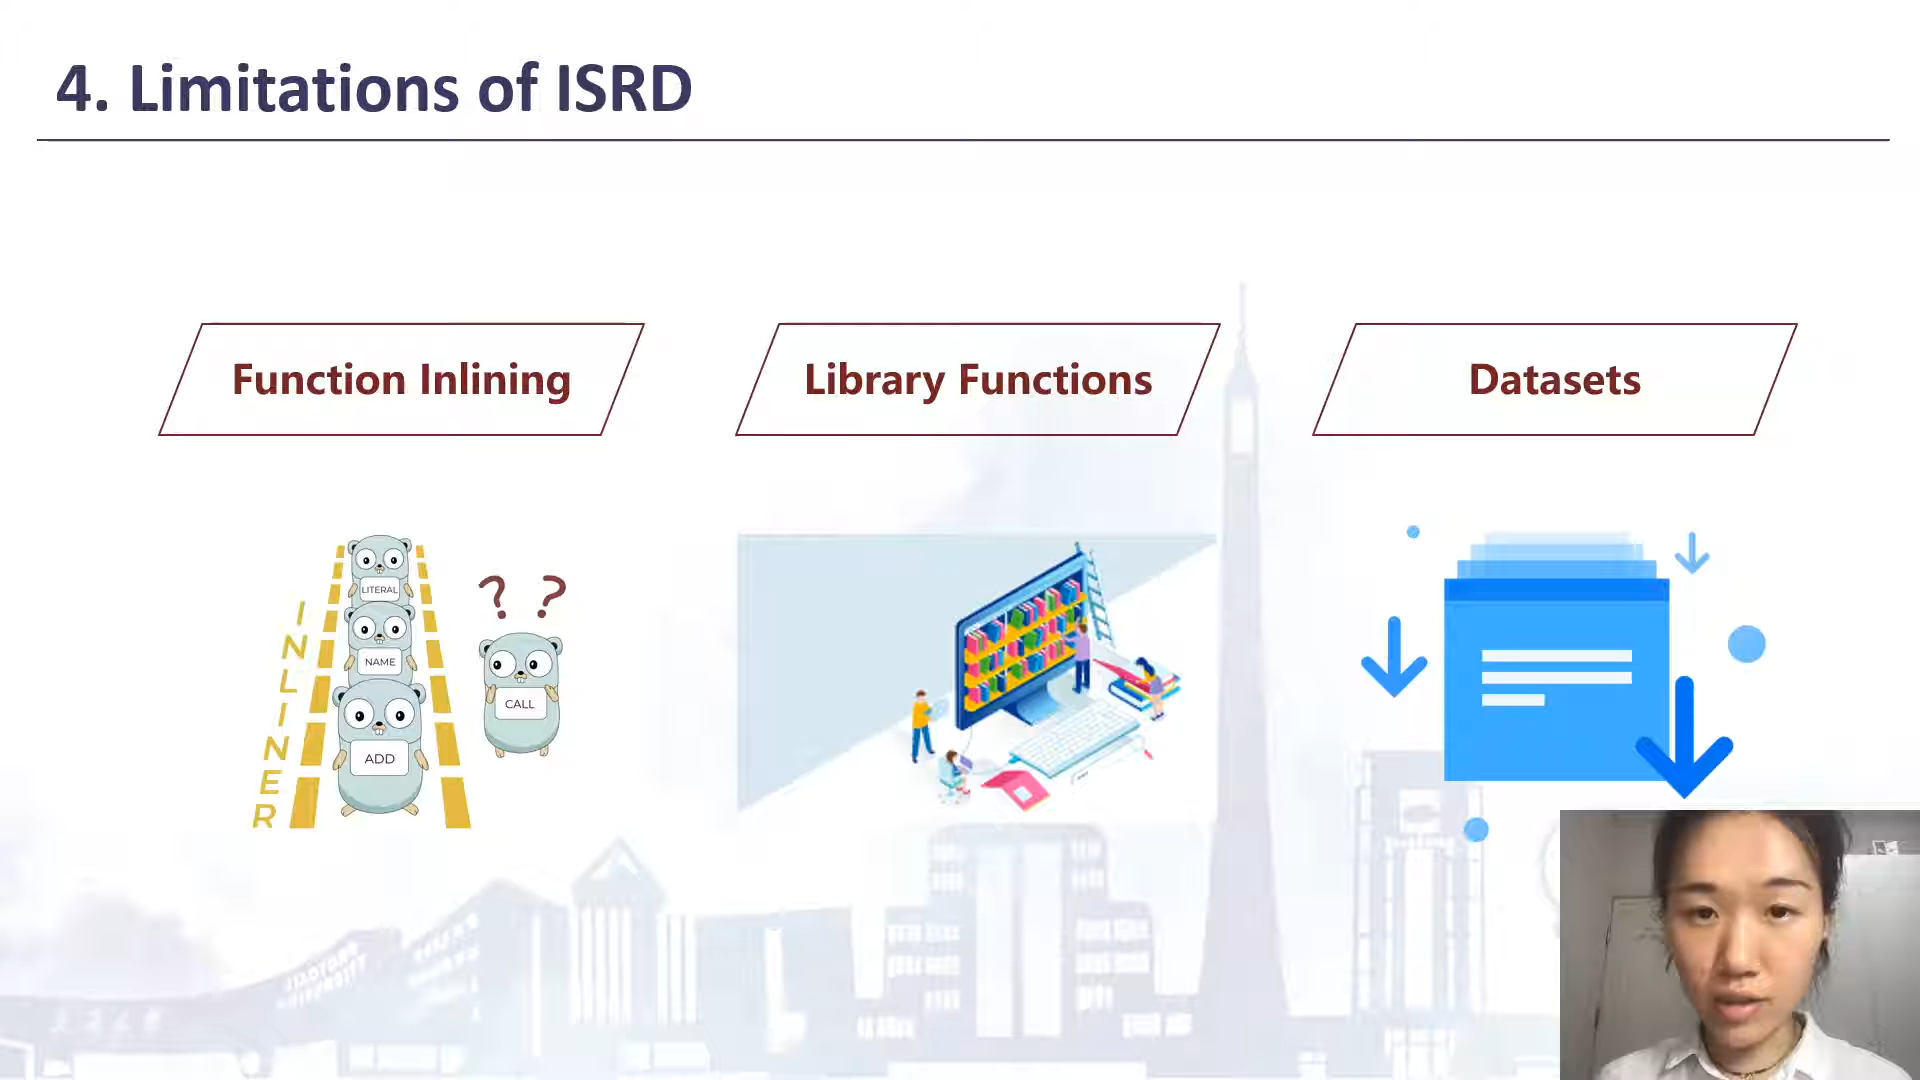 4. Limitations of ISRD
Function Inlining
Library Functions
Datasets
INLINER
LITERAL
NAME
ADD
? ?
CALL